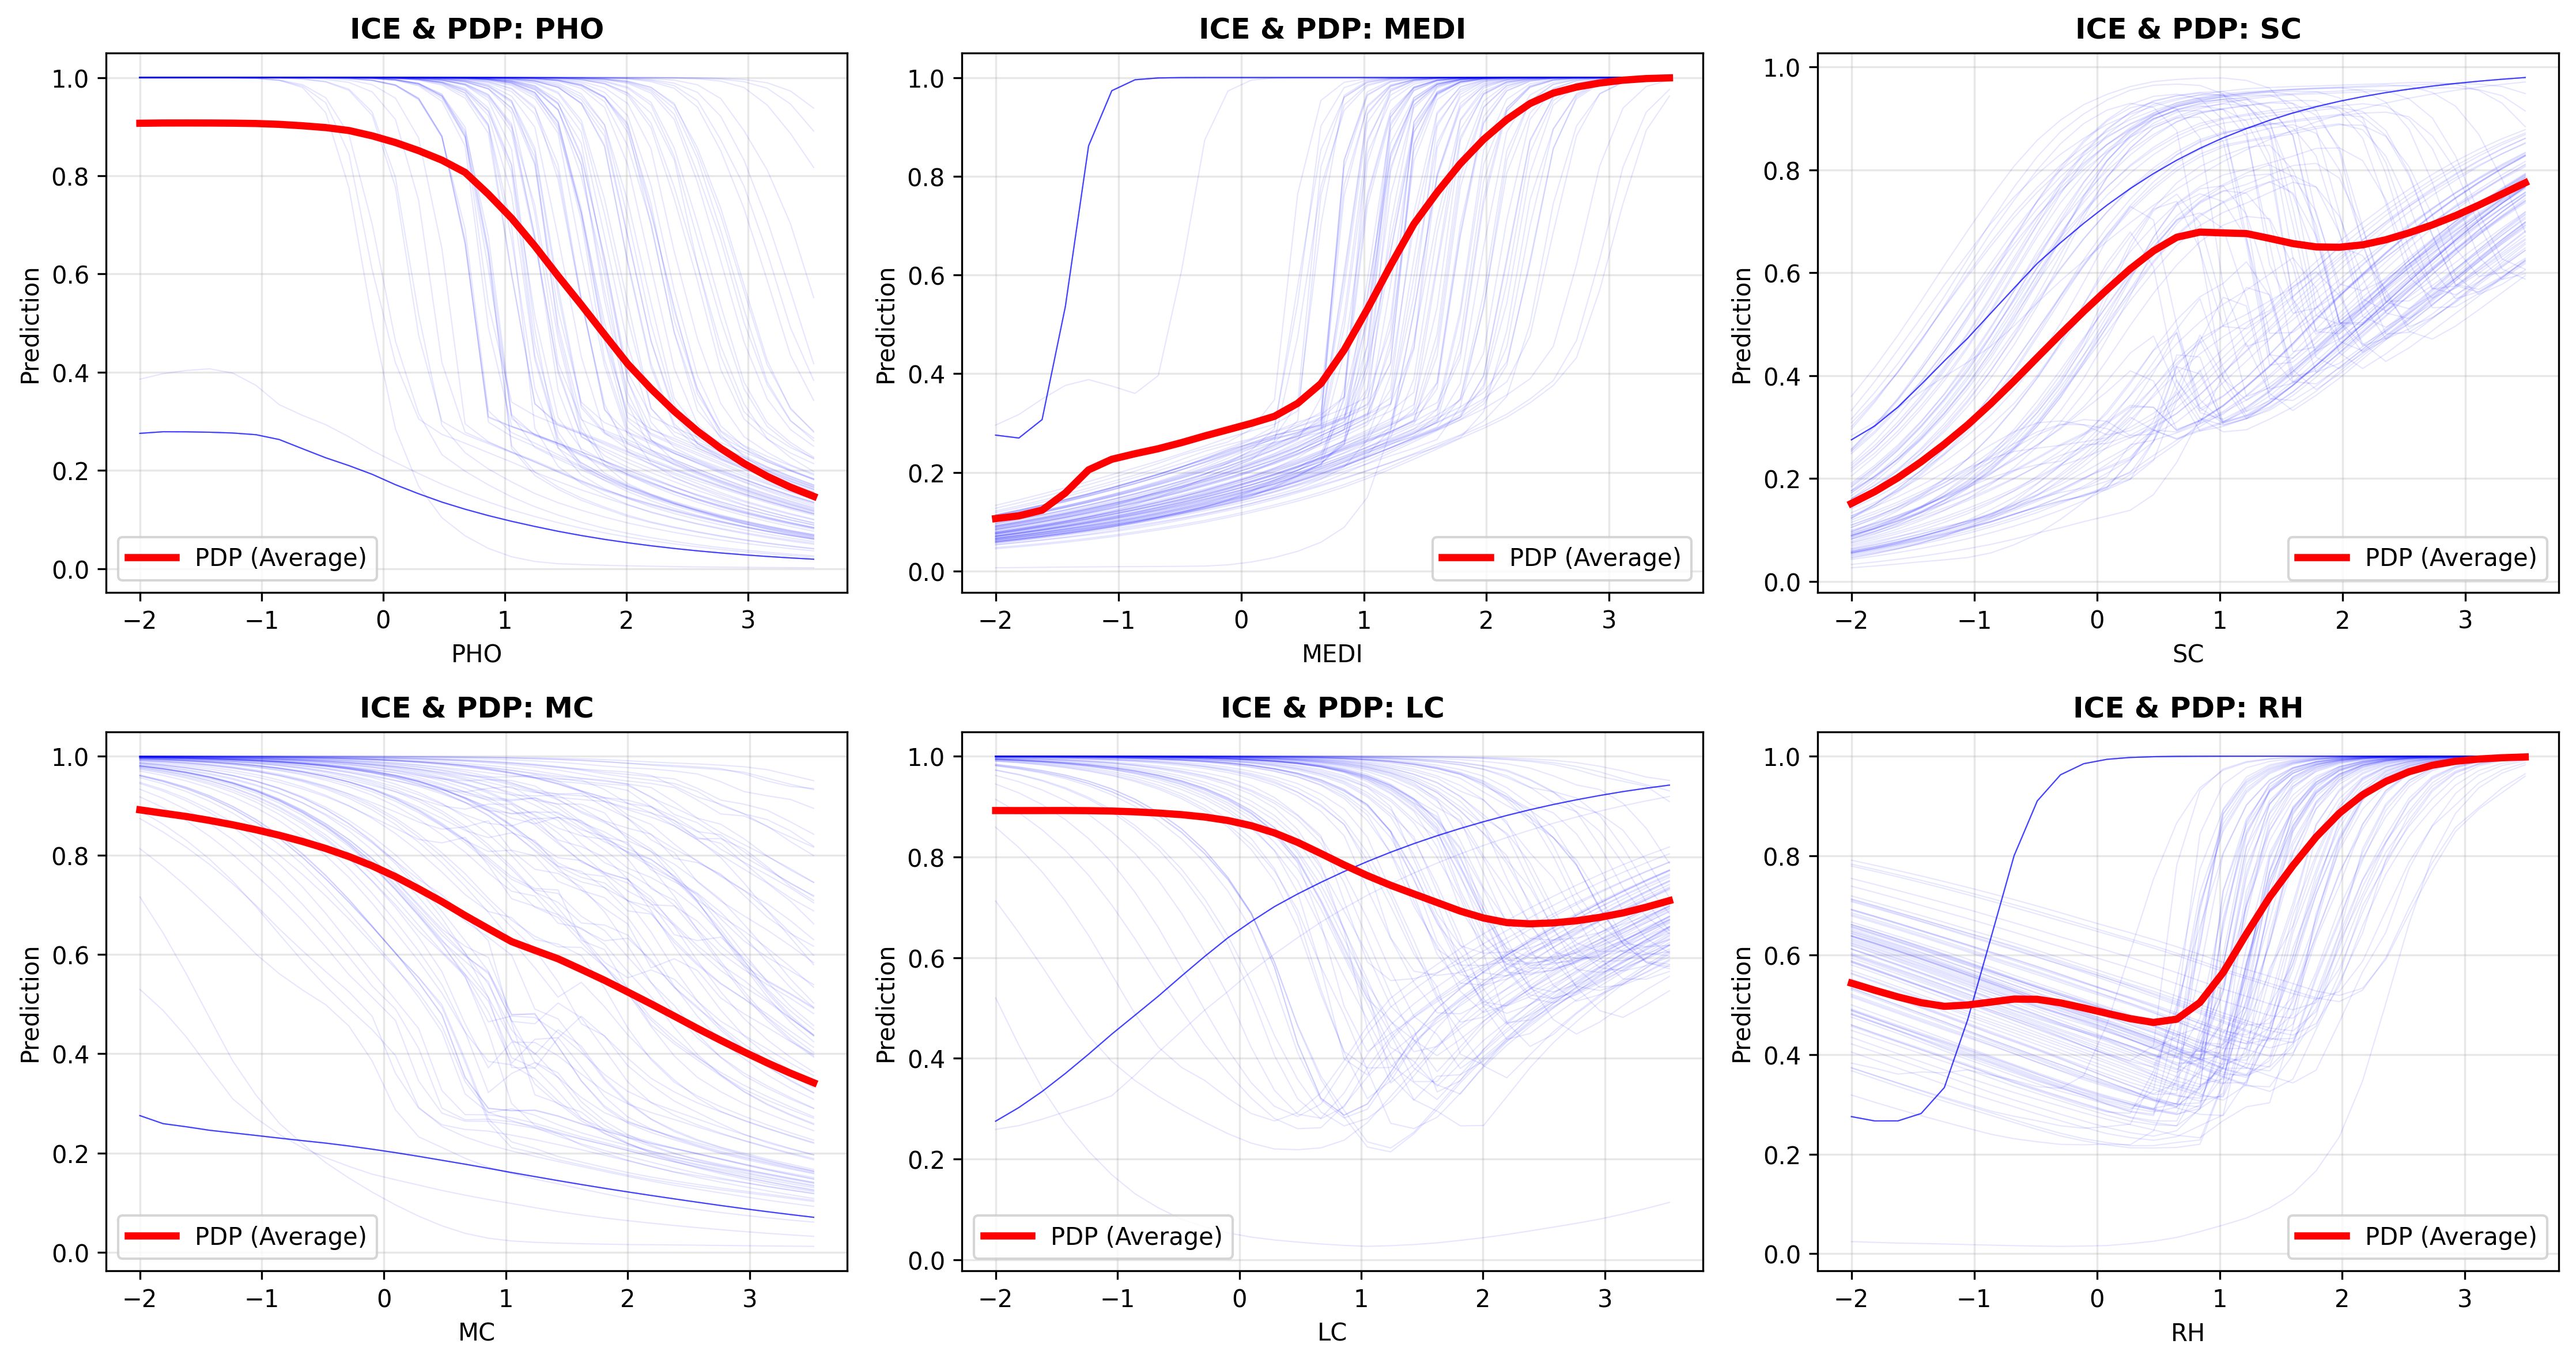 ICE & PDP: PHO
1.0
0.8
0.6
0.4
0.2
0.0
Prediction
PDP (Average)
−2 −1 0 1 2 3
PHO
ICE & PDP: MEDI
1.0
0.8
0.6
0.4
0.2
0.0
Prediction
PDP (Average)
−2 −1 0 1 2 3
MEDI
ICE & PDP: SC
1.0
0.8
0.6
0.4
0.2
0.0
Prediction
PDP (Average)
−2 −1 0 1 2 3
SC
ICE & PDP: MC
1.0
0.8
0.6
0.4
0.2
0.0
Prediction
PDP (Average)
−2 −1 0 1 2 3
MC
ICE & PDP: LC
1.0
0.8
0.6
0.4
0.2
0.0
Prediction
PDP (Average)
−2 −1 0 1 2 3
LC
ICE & PDP: RH
1.0
0.8
0.6
0.4
0.2
0.0
Prediction
PDP (Average)
−2 −1 0 1 2 3
RH